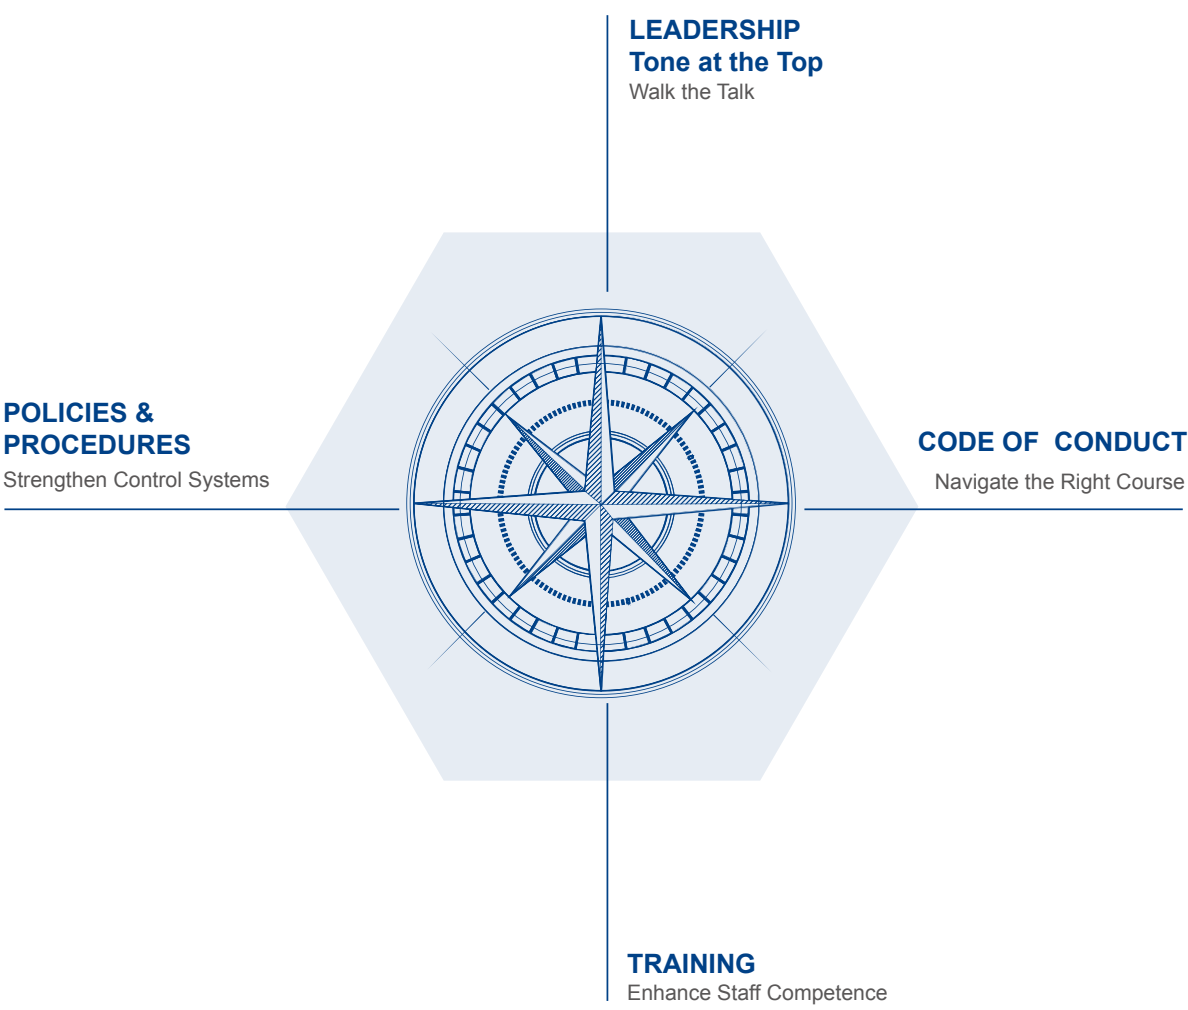 LEADERSHIP
Tone at the Top
Walk the Talk
POLICIES &
PROCEDURES
Strengthen Control Systems
CODE OF CONDUCT
Navigate the Right Course
TRAINING
Enhance Staff Competence